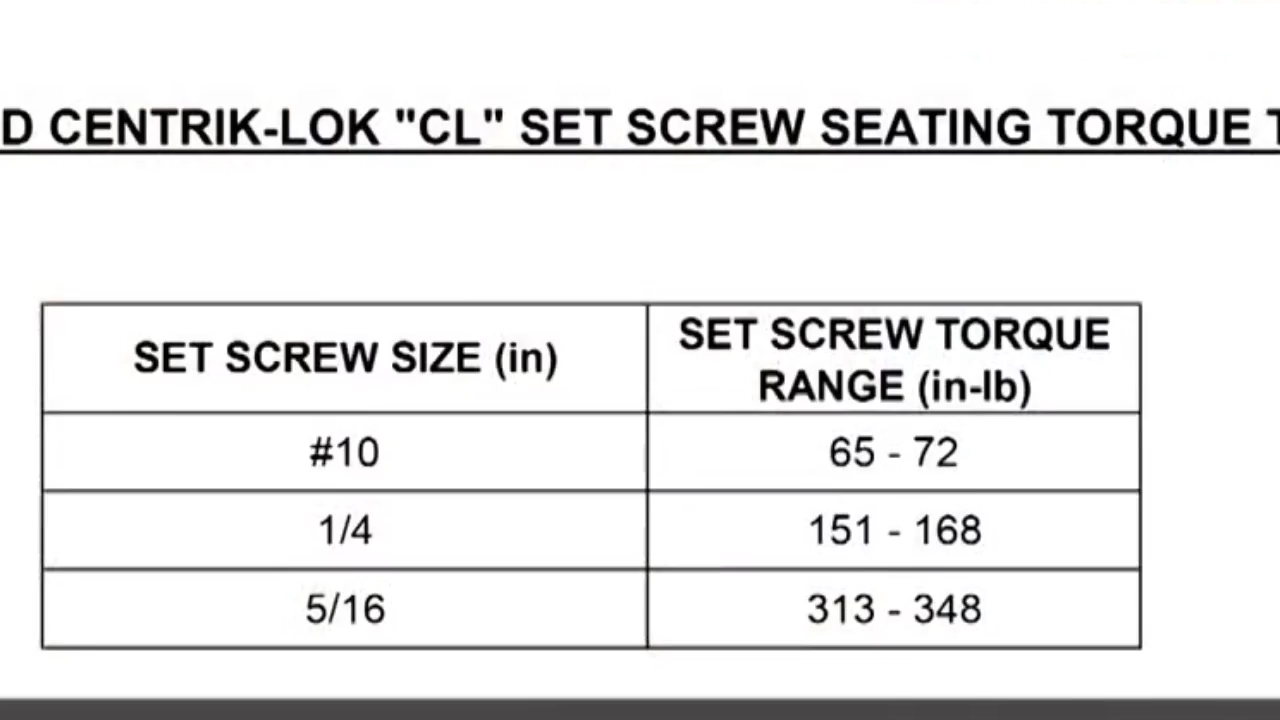 D CENTRIK-LOK "CL" SET SCREW SEATING TORQUE T
SET SCREW SIZE (in)
SET SCREW TORQUE
RANGE (in-lb)
#10
65 - 72
1/4
151 - 168
5/16
313 - 348